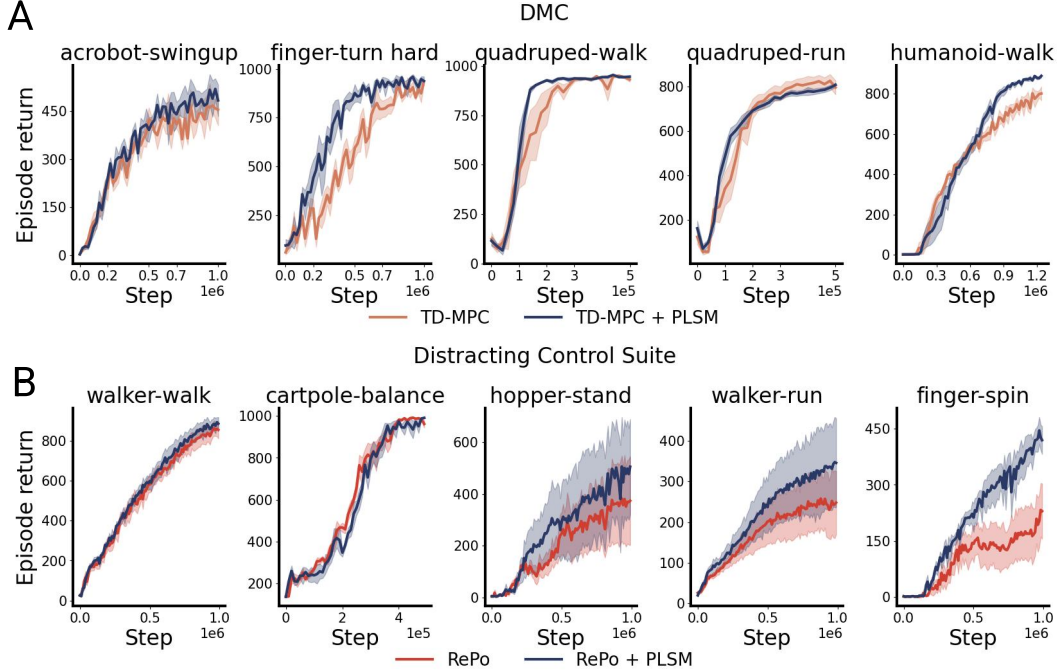 A
DMC
acrobot-swingup finger-turn hard quadruped-walk quadruped-run humanoid-walk
Episode return
450
300
150
0
0.0 0.2 0.5 0.7 1.0
Step 1e6
1000
750
500
250
0.0 0.2 0.5 0.7 1.0
Step 1e6
1000
750
500
250
0
0 1 2 3 5
Step 1e5
800
600
400
200
0 1 2 3 5
Step 1e5
800
600
400
200
0
0.0 0.3 0.6 0.9 1.2
Step 1e6
TD-MPC TD-MPC + PLSM
Distracting Control Suite
B
walker-walk cartpole-balance hopper-stand walker-run finger-spin
Episode return
800
600
400
200
0
0.0 0.5 1.0
Step 1e6
1000
800
600
400
200
0 2 4
Step 1e5
600
400
200
0
0.0 0.5 1.0
Step 1e6
400
300
200
100
0
0.0 0.5 1.0
Step 1e6
450
300
150
0
0.0 0.5 1.0
Step 1e6
RePo RePo + PLSM